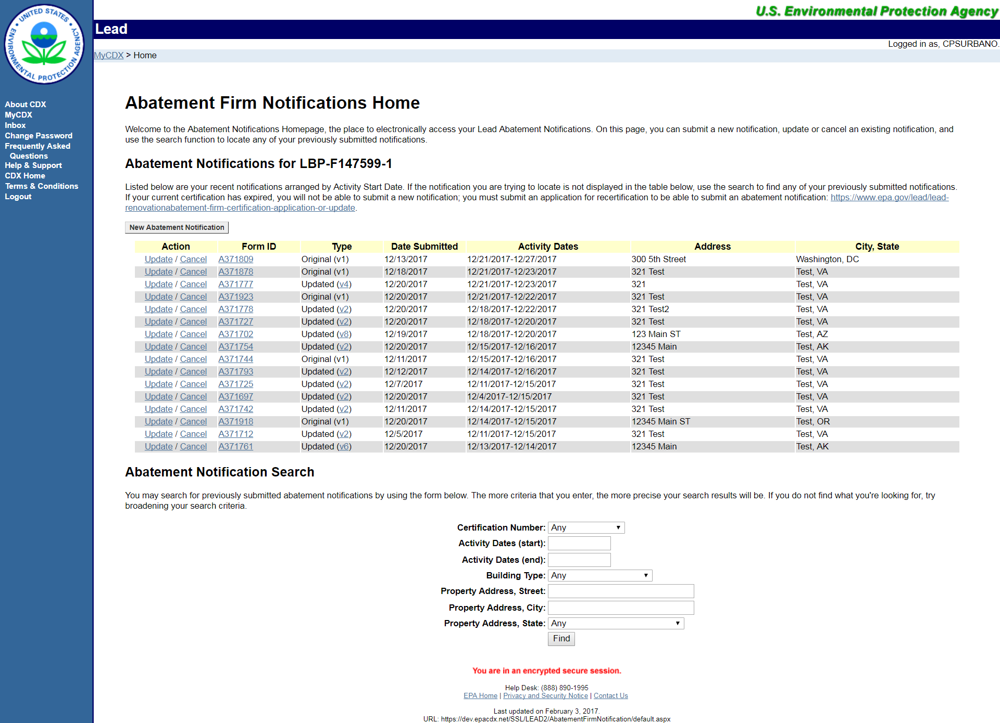 UNITED STATES
ENVIRONMENTAL PROTECTION AGENCY
U.S. Environmental Protection Agency
Lead
Logged in as, CPSURBANO.
MyCDX > Home
About CDX
MyCDX
Inbox
Change Password
Frequently Asked
Questions
Help & Support
CDX Home
Terms & Conditions
Logout
Abatement Firm Notifications Home
Welcome to the Abatement Notifications Homepage, the place to electronically access your Lead Abatement Notifications. On this page, you can submit a new notification, update or cancel an existing notification, and
use the search function to locate any of your previously submitted notifications.
Abatement Notifications for LBP-F147599-1
Listed below are your recent notifications arranged by Activity Start Date. If the notification you are trying to locate is not displayed in the table below, use the search to find any of your previously submitted notifications.
If your current certification has expired, you will not be able to submit a new notification; you must submit an application for recertification to be able to submit an abatement notification: https://www.epa.gov/lead/lead-
renovationabatement-firm-certification-application-or-update.
New Abatement Notification
Action Form ID Type Date Submitted Activity Dates Address City, State
Update / Cancel A371809 Original (v1) 12/13/2017 12/21/2017-12/27/2017 300 5th Street Washington, DC
Update / Cancel A371878 Original (v1) 12/18/2017 12/21/2017-12/23/2017 321 Test Test, VA
Update / Cancel A371777 Updated (v4) 12/20/2017 12/21/2017-12/23/2017 321 Test, VA
Update / Cancel A371923 Original (v1) 12/20/2017 12/21/2017-12/22/2017 321 Test Test, VA
Update / Cancel A371778 Updated (v2) 12/20/2017 12/18/2017-12/22/2017 321 Test2 Test, VA
Update / Cancel A371727 Updated (v2) 12/20/2017 12/18/2017-12/20/2017 321 Test Test, VA
Update / Cancel A371702 Updated (v8) 12/19/2017 12/18/2017-12/20/2017 123 Main ST Test, AZ
Update / Cancel A371754 Updated (v2) 12/20/2017 12/15/2017-12/16/2017 12345 Main Test, AK
Update / Cancel A371744 Original (v1) 12/11/2017 12/15/2017-12/16/2017 321 Test Test, VA
Update / Cancel A371793 Updated (v2) 12/12/2017 12/14/2017-12/16/2017 321 Test Test, VA
Update / Cancel A371725 Updated (v2) 12/7/2017 12/11/2017-12/15/2017 321 Test Test, VA
Update / Cancel A371697 Updated (v2) 12/20/2017 12/4/2017-12/15/2017 321 Test Test, VA
Update / Cancel A371742 Updated (v2) 12/11/2017 12/14/2017-12/15/2017 321 Test Test, VA
Update / Cancel A371918 Original (v1) 12/20/2017 12/14/2017-12/15/2017 12345 Main ST Test, OR
Update / Cancel A371712 Updated (v2) 12/5/2017 12/11/2017-12/15/2017 321 Test Test, VA
Update / Cancel A371761 Updated (v6) 12/20/2017 12/13/2017-12/14/2017 12345 Main Test, AK
Abatement Notification Search
You may search for previously submitted abatement notifications by using the form below. The more criteria that you enter, the more precise your search results will be. If you do not find what you're looking for, try
broadening your search criteria.
Certification Number: Any
Activity Dates (start):
Activity Dates (end):
Building Type: Any
Property Address, Street:
Property Address, City:
Property Address, State: Any
Find
You are in an encrypted secure session.
Help Desk: (888) 890-1995
EPA Home | Privacy and Security Notice | Contact Us
Last updated on February 3, 2017.
URL: https://dev.epacdx.net/SSL/LEAD2/AbatementFirmNotification/default.aspx